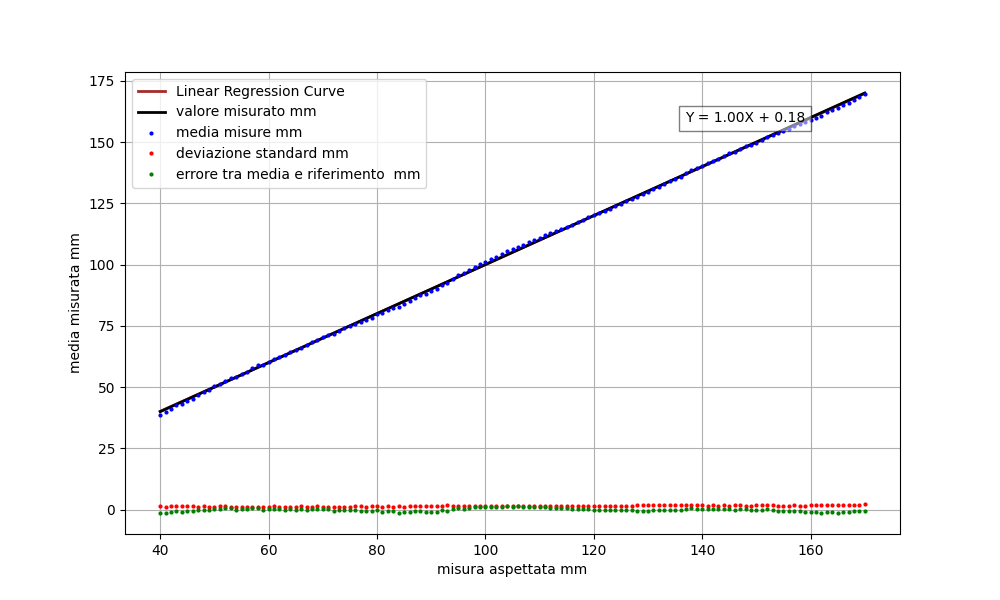 175
150
125
100
75
50
25
0
media misurata mm
Linear Regression Curve
valore misurato mm
media misure mm
deviazione standard mm
errore tra media e riferimento  mm
Y = 1.00X + 0.18
40 60 80 100 120 140 160
misura aspettata mm